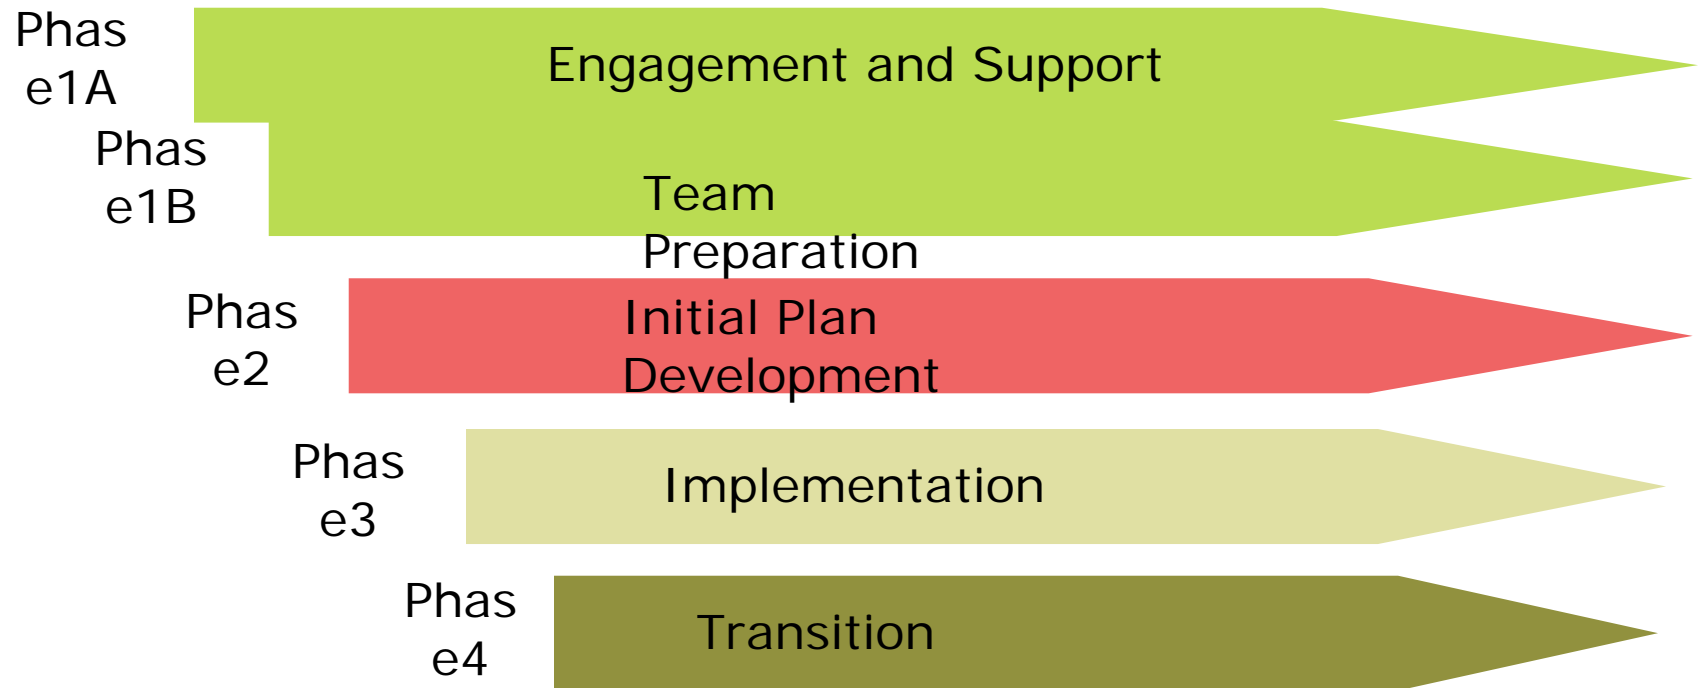 Phas
e1A
Engagement and Support
Phas
e1B
Team
Preparation
Phas
e2
Initial Plan
Development
Phas
e3
Implementation
Phas
e4
Transition